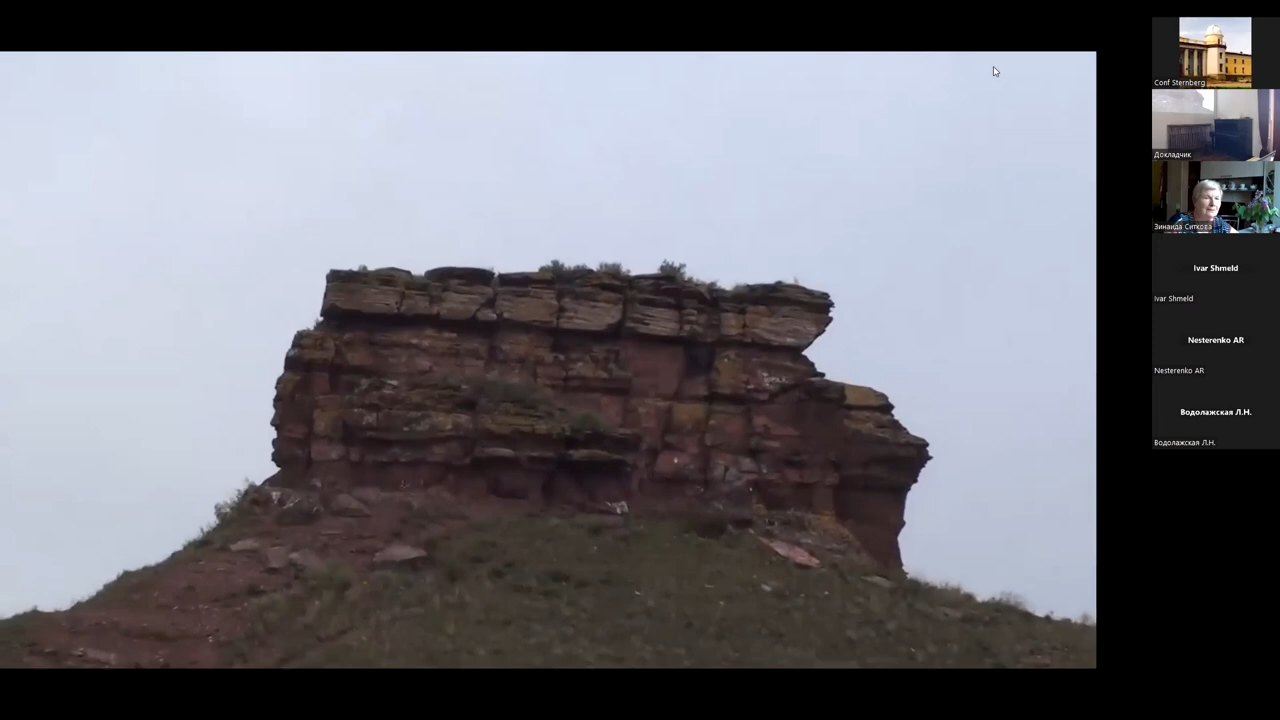 Conf Sternberg
Докладчик
Зинаида Ситкова
Ivar Shmeld
Ivar Shmeld
Nesterenko AR
Nesterenko AR
Водолажская Л.Н.
Водолажская Л.Н.